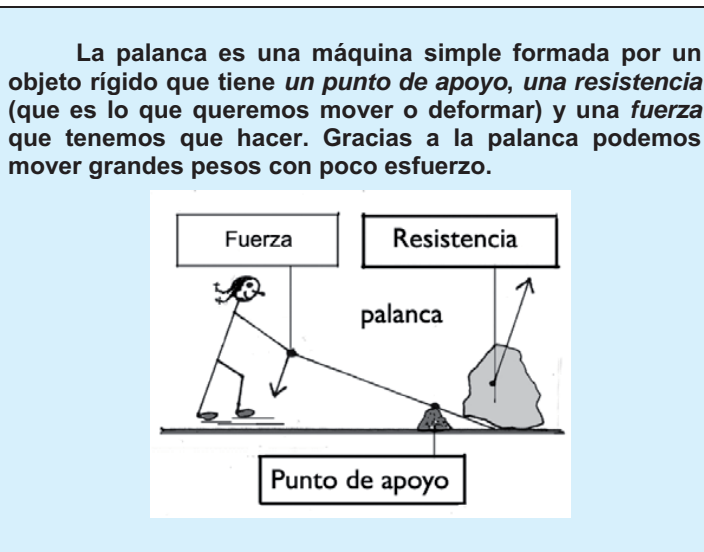 La palanca es una máquina simple formada por un
objeto rígido que tiene un punto de apoyo, una resistencia
(que es lo que queremos mover o deformar) y una fuerza
que tenemos que hacer. Gracias a la palanca podemos
mover grandes pesos con poco esfuerzo.
Fuerza
Resistencia
palanca
Punto de apoyo